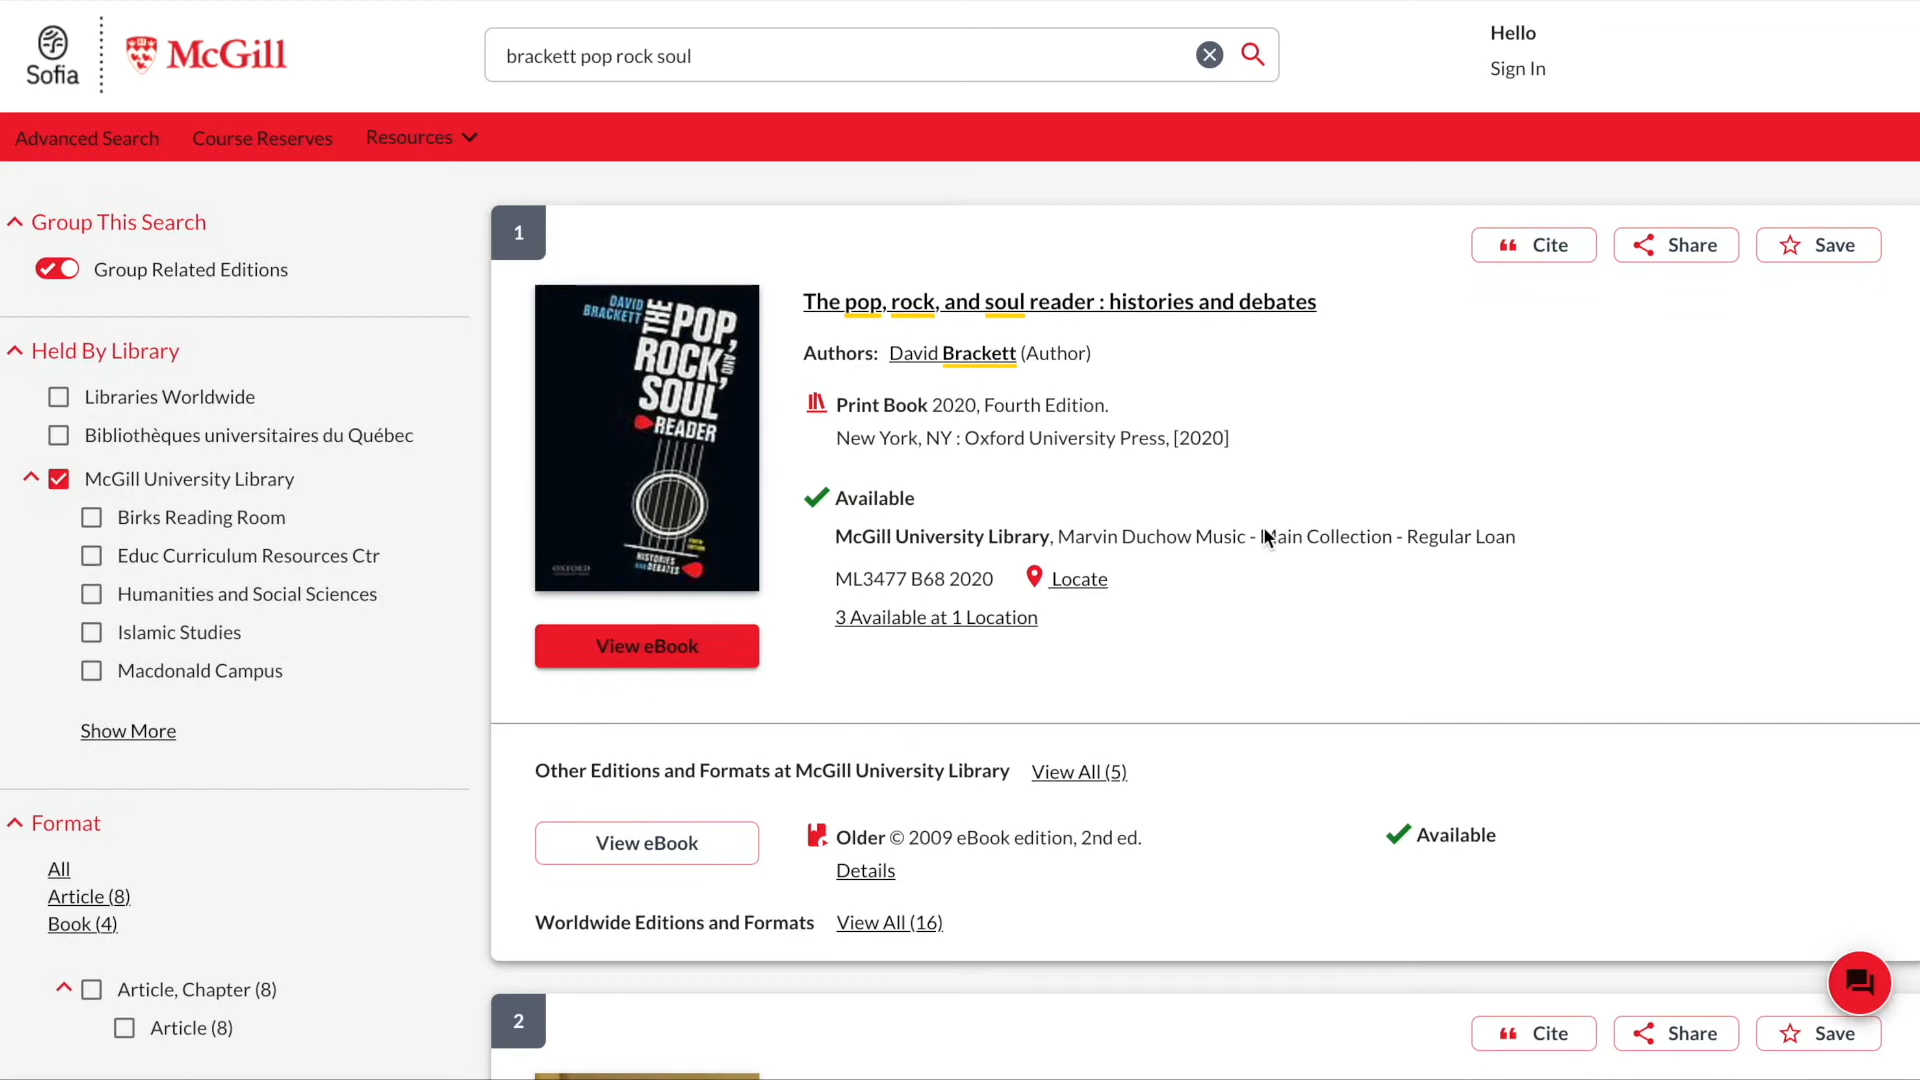 Sofia
McGill
brackett pop rock soul
Hello
Sign In
Advanced Search
Course Reserves
Resources
Group This Search
Group Related Editions
Held By Library
Libraries Worldwide
Bibliothèques universitaires du Québec
McGill University Library
Birks Reading Room
Educ Curriculum Resources Ctr
Humanities and Social Sciences
Islamic Studies
Macdonald Campus
Show More
Format
All
Article (8)
Book (4)
Article, Chapter (8)
Article (8)
1
Cite
Share
Save
DAVID
BRACKETT
THE
POP,
ROCK,
AND
SOUL
READER
FOURTH
EDITION
HISTORIES
AND DEBATES
OXFORD
View eBook
The pop, rock, and soul reader : histories and debates
Authors: David Brackett (Author)
Print Book 2020, Fourth Edition.
New York, NY : Oxford University Press, [2020]
Available
McGill University Library, Marvin Duchow Music - Main Collection - Regular Loan
ML3477 B68 2020 Locate
3 Available at 1 Location
Other Editions and Formats at McGill University Library View All (5)
View eBook
Older © 2009 eBook edition, 2nd ed.
Available
Details
Worldwide Editions and Formats View All (16)
2
Cite
Share
Save